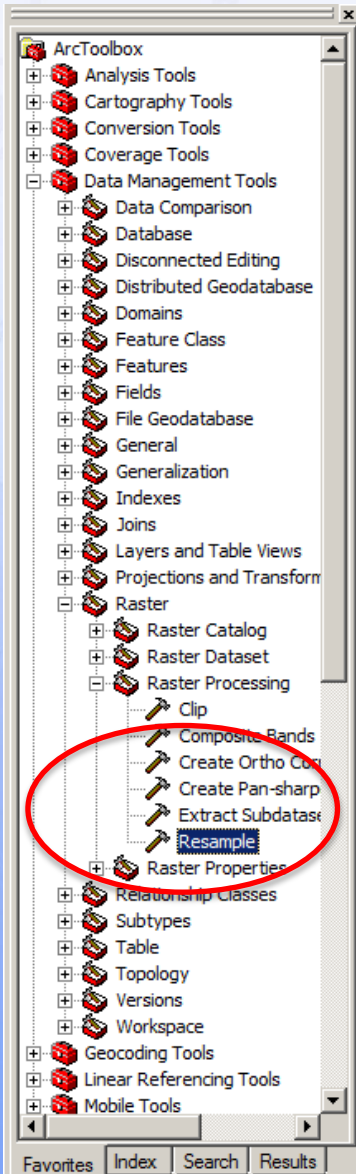 ArcToolbox
Analysis Tools
Cartography Tools
Conversion Tools
Coverage Tools
Data Management Tools
Data Comparison
Database
Disconnected Editing
Distributed Geodatabase
Domains
Feature Class
Features
Fields
File Geodatabase
General
Generalization
Indexes
Joins
Layers and Table Views
Projections and Transform
Raster
Raster Catalog
Raster Dataset
Raster Processing
Clip
Composite Bands
Create Ortho Cor
Create Pan-sharp
Extract Subdatase
Resample
Raster Properties
Relationship Classes
Subtypes
Table
Topology
Versions
Workspace
Geocoding Tools
Linear Referencing Tools
Mobile Tools
Favorites Index Search Results